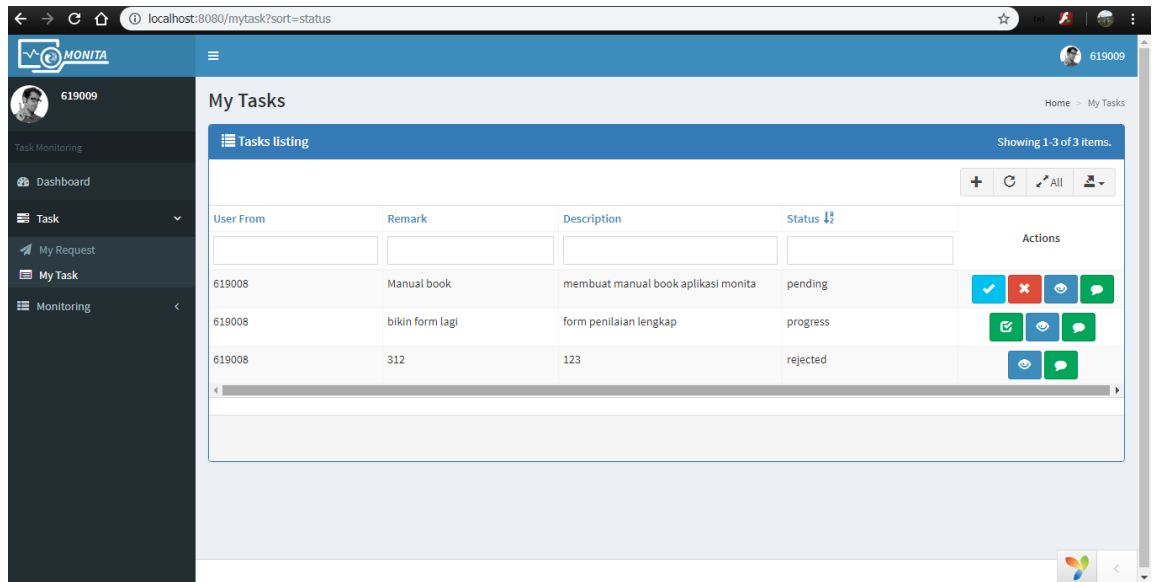 localhost:8080/mytask?sort=status
MONITA
619009
619009
Task Monitoring
Dashboard
Task
My Request
My Task
Monitoring
My Tasks
Home > My Tasks
Tasks listing
Showing 1-3 of 3 items.
All
User From Remark Description Status Actions
619008 Manual book membuat manual book aplikasi monita pending
619008 bikin form lagi form penilaian lengkap progress
619008 312 123 rejected